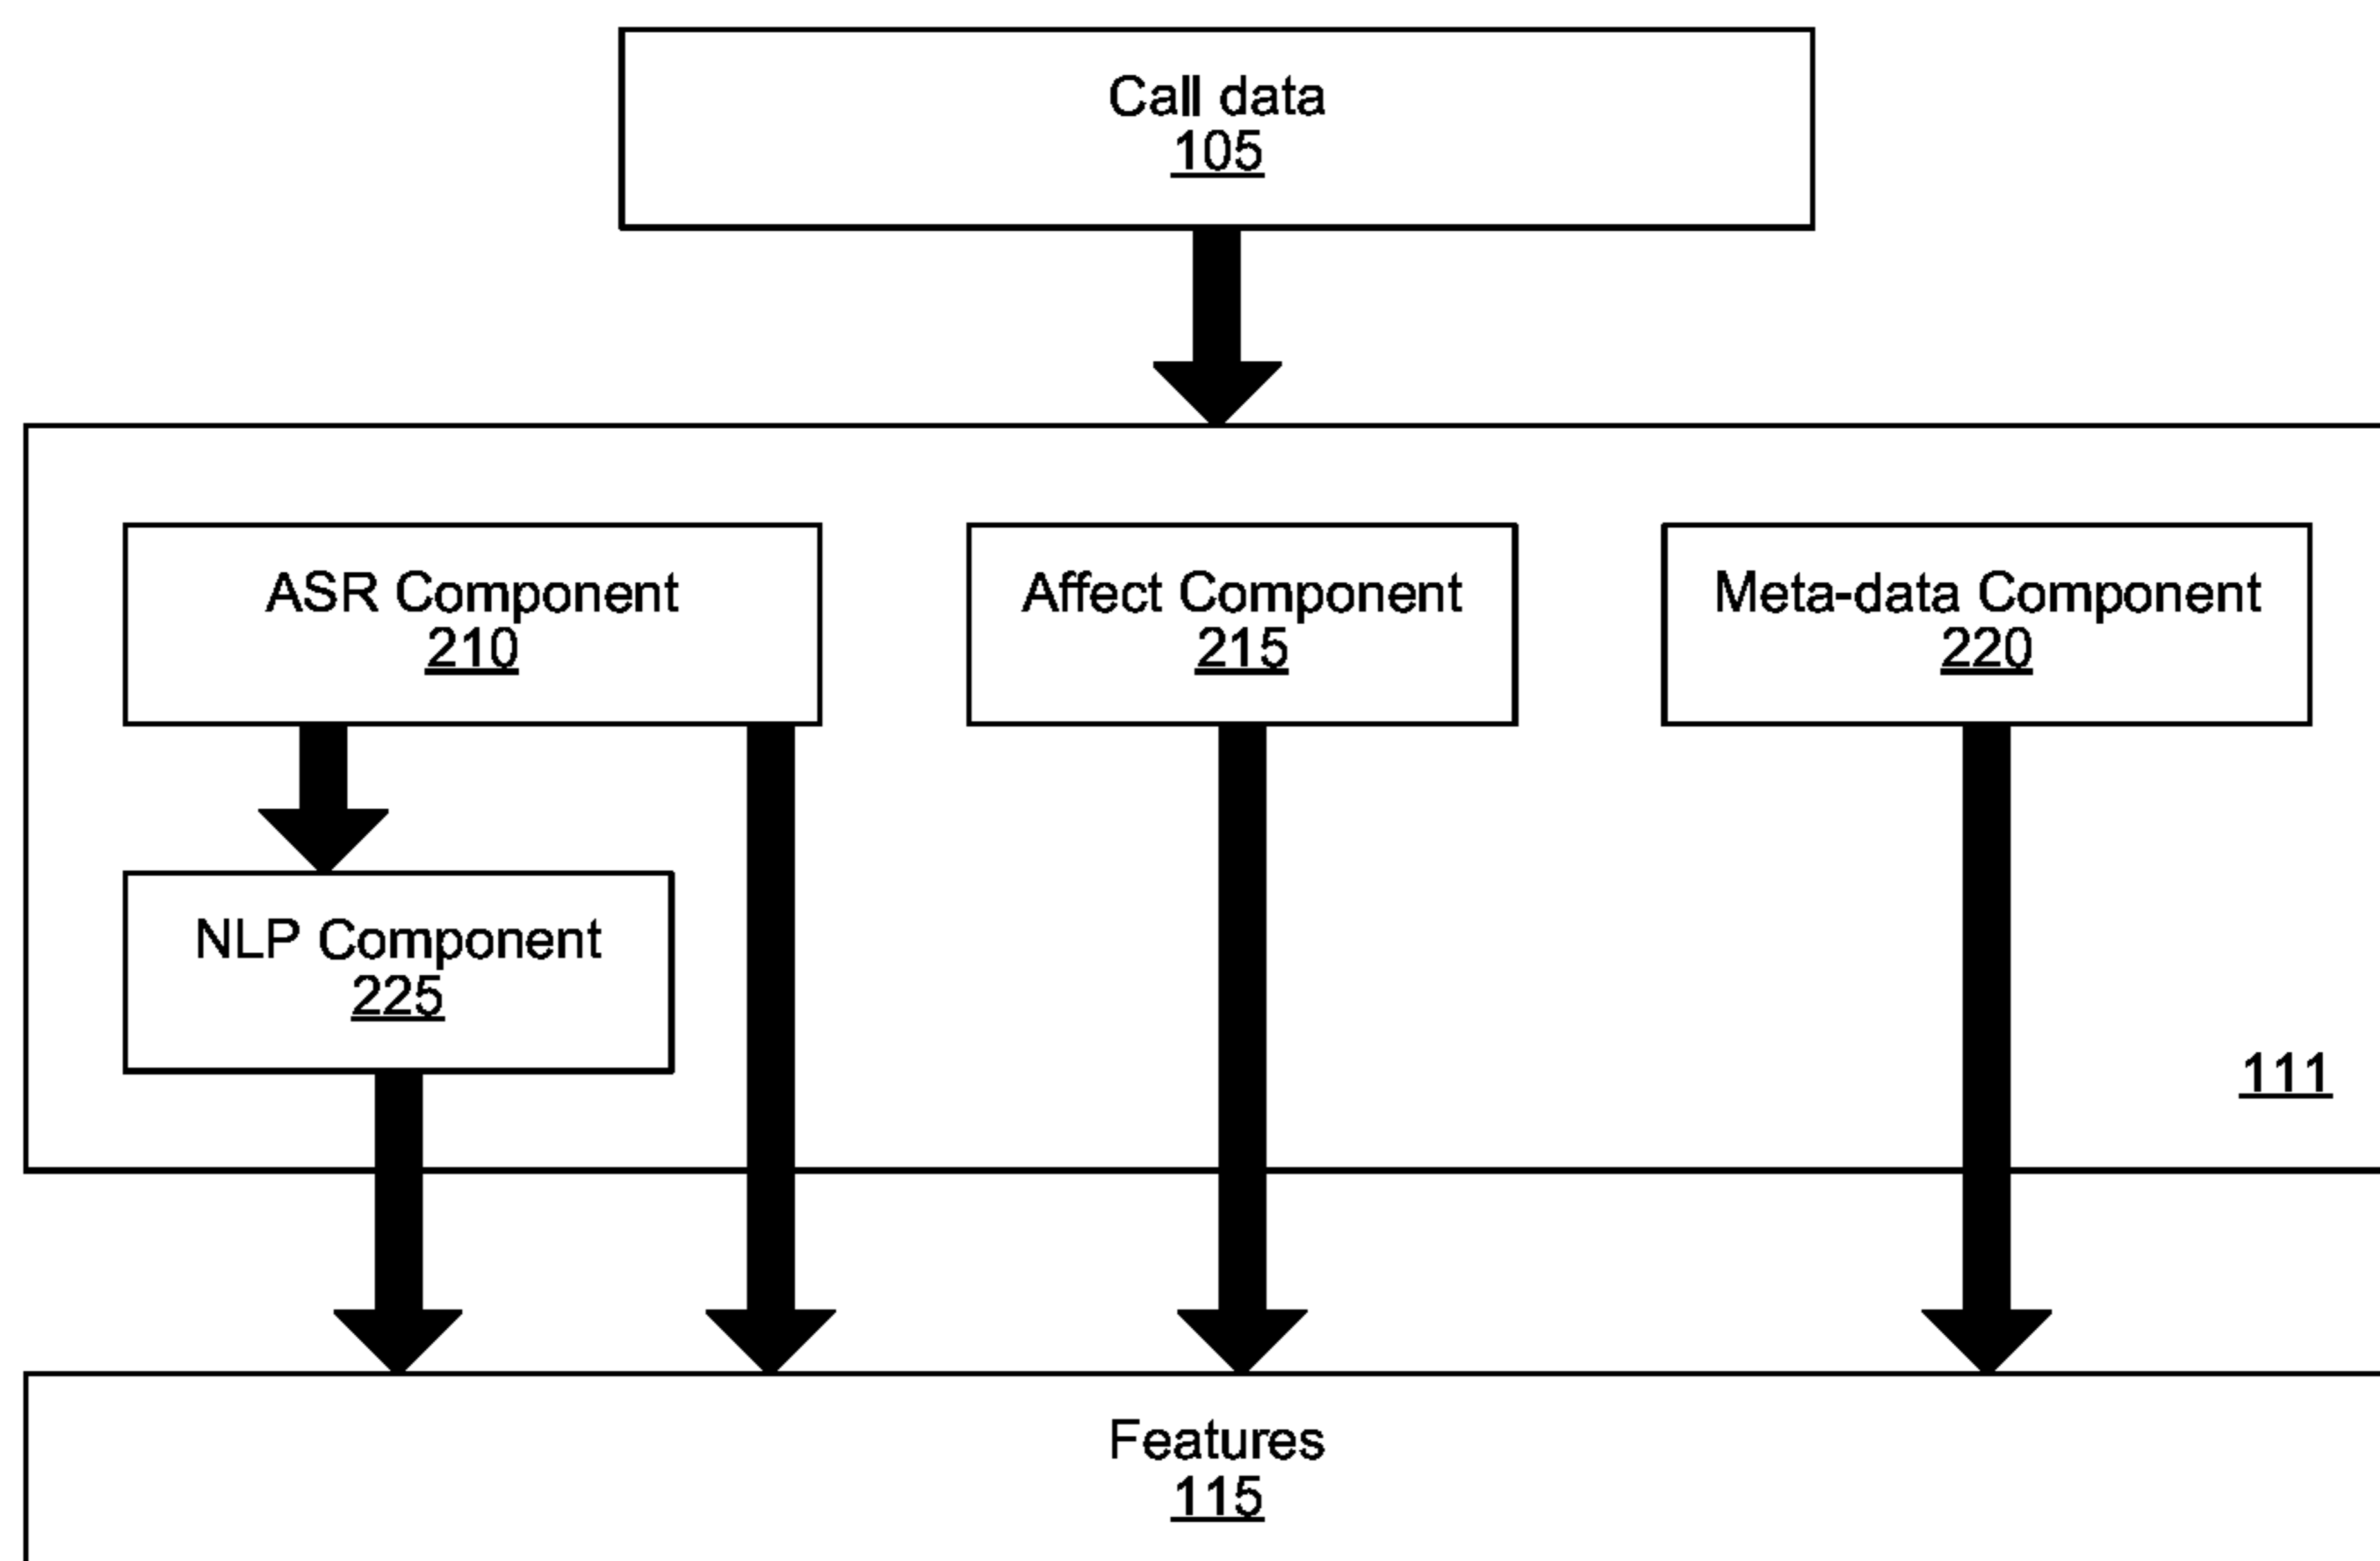 Call data
105
ASR Component
210
Affect Component
215
Meta-data Component
220
NLP Component
225
111
Features
115